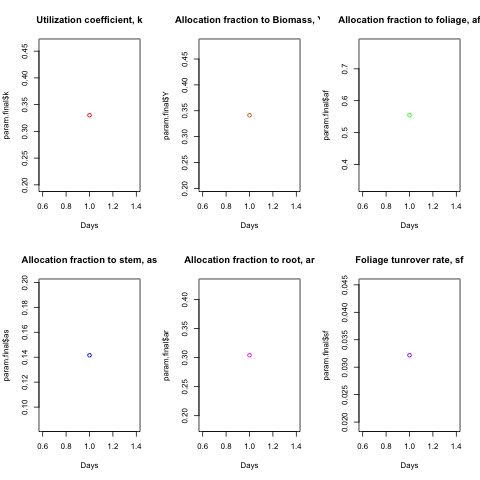 Utilization coefficient, k
param.final$k
0.20 0.25 0.30 0.35 0.40 0.45
0.6 0.8 1.0 1.2 1.4
Days
Allocation fraction to Biomass, Y
param.final$Y
0.20 0.25 0.30 0.35 0.40 0.45
0.6 0.8 1.0 1.2 1.4
Days
Allocation fraction to foliage, af
param.final$af
0.4 0.5 0.6 0.7
0.6 0.8 1.0 1.2 1.4
Days
Allocation fraction to stem, as
param.final$as
0.10 0.12 0.14 0.16 0.18 0.20
0.6 0.8 1.0 1.2 1.4
Days
Allocation fraction to root, ar
param.final$ar
0.20 0.25 0.30 0.35 0.40
0.6 0.8 1.0 1.2 1.4
Days
Foliage tunrover rate, sf
param.final$sf
0.020 0.025 0.030 0.035 0.040 0.045
0.6 0.8 1.0 1.2 1.4
Days